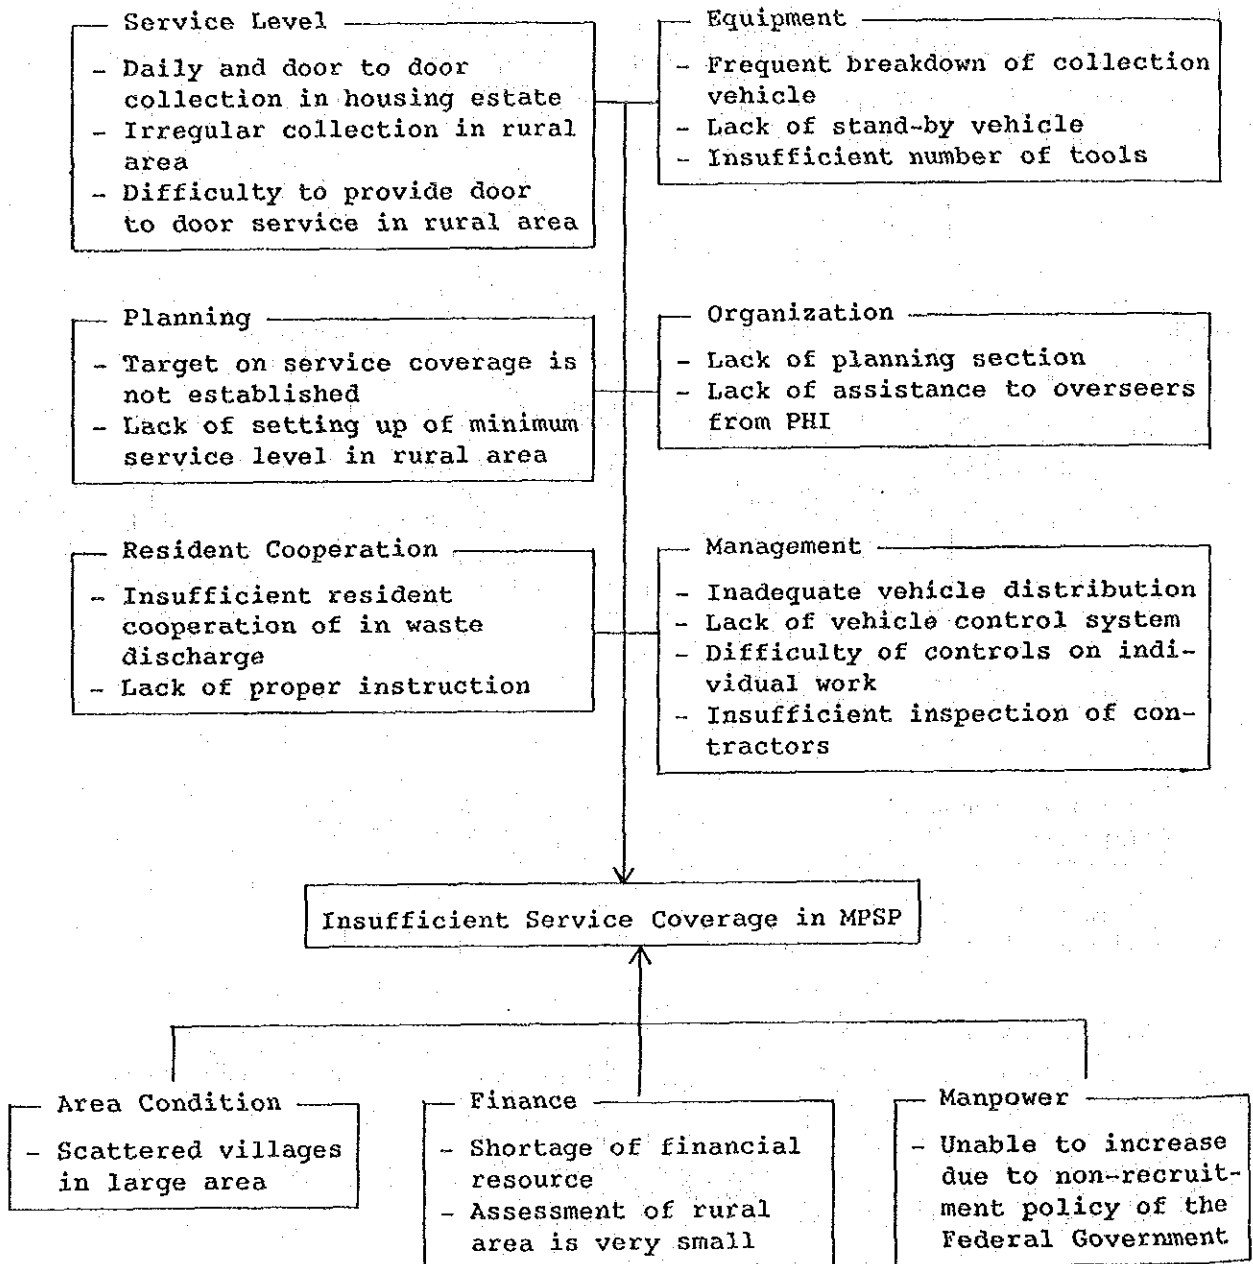 Service Level
- Daily and door to door
collection in housing estate
- Irregular collection in rural
area
- Difficulty to provide door
to door service in rural area
Equipment
- Frequent breakdown of collection
vehicle
- Lack of stand-by vehicle
- Insufficient number of tools
Planning
- Target on service coverage is
not established
- Lack of setting up of minimum
service level in rural area
Organization
- Lack of planning section
- Lack of assistance to overseers
from PHI
Resident Cooperation
- Insufficient resident
cooperation of in waste
discharge
- Lack of proper instruction
Management
- Inadequate vehicle distribution
- Lack of vehicle control system
- Difficulty of controls on indi-
vidual work
- Insufficient inspection of con-
tractors
Insufficient Service Coverage in MPSP
Area Condition
- Scattered villages
in large area
Finance
- Shortage of financial
resource
- Assessment of rural
area is very small
Manpower
- Unable to increase
due to non-recruit-
ment policy of the
Federal Government